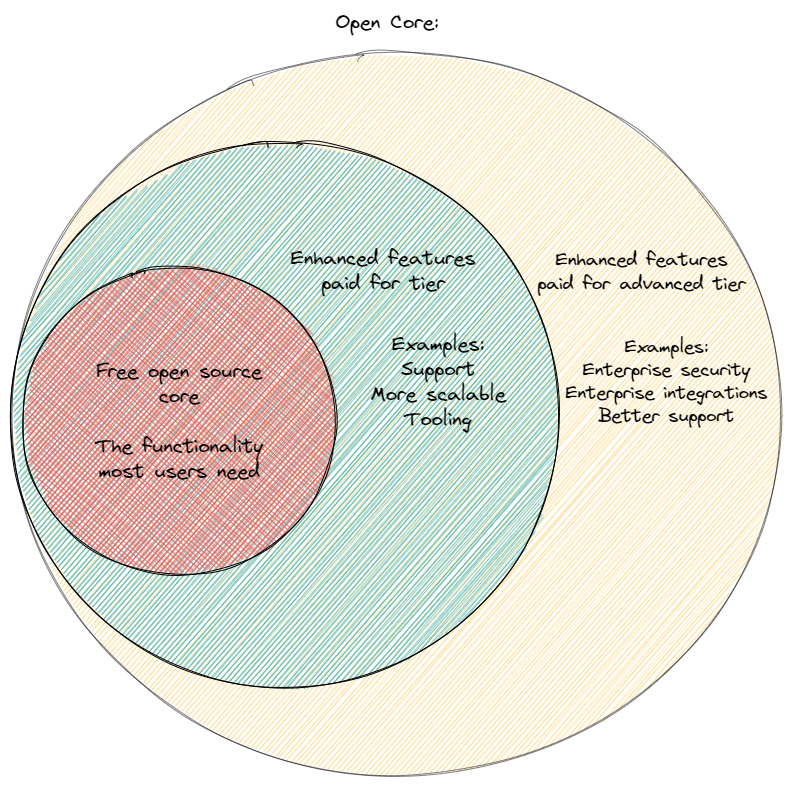 Open Core:
Enhanced features
paid for tier
Enhanced features
paid for advanced tier
Examples:
Support
More scalable
Tooling
Examples:
Enterprise security
Enterprise integrations
Better support
Free open source
core
The functionality
most users need